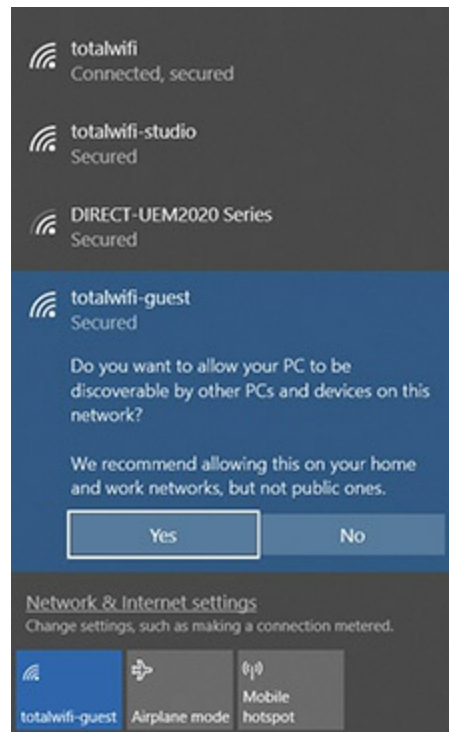 totalwifi
Connected, secured
totalwifi-studio
Secured
DIRECT-UEM2020 Series
Secured
totalwifi-guest
Secured
Do you want to allow your PC to be
discoverable by other PCs and devices on this
network?
We recommend allowing this on your home
and work networks, but not public ones.
Yes No
Network & Internet settings
Change settings, such as making a connection metered.
totalwifi-guest Airplane mode Mobile
hotspot